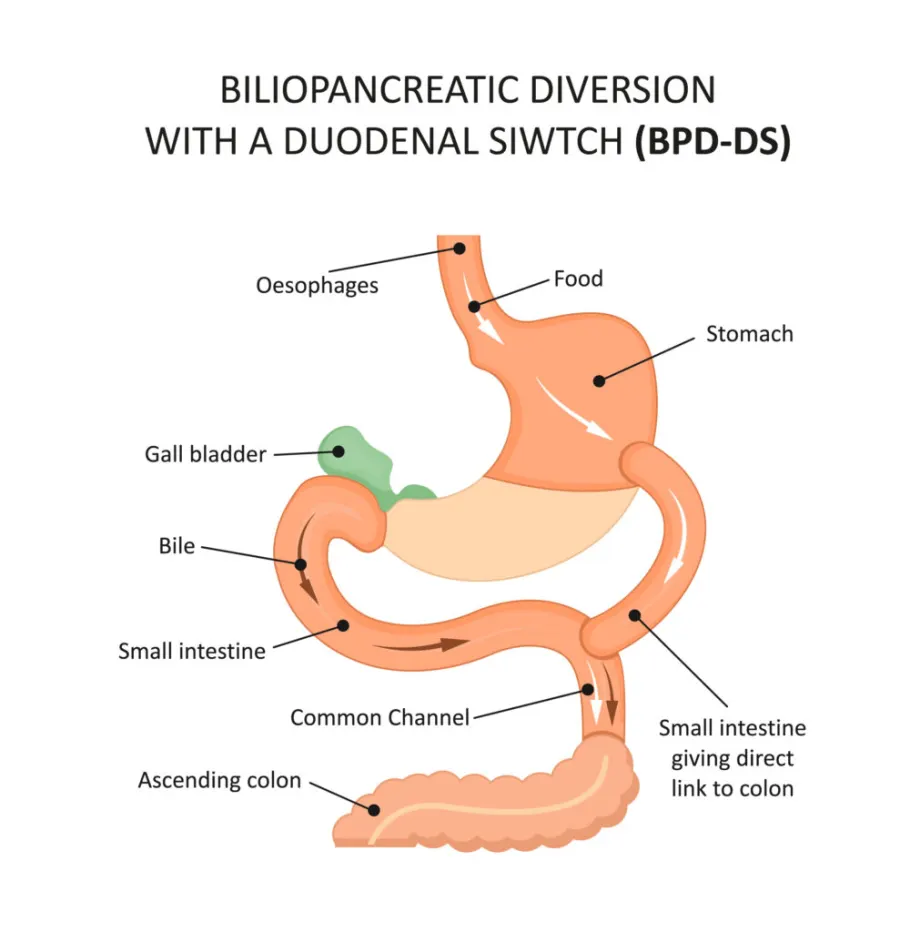 BILIOPANCREATIC DIVERSION
WITH A DUODENAL SIWTCH (BPD-DS)
Oesophages
Food
Stomach
Gall bladder
Bile
Small intestine
Common Channel
Small intestine
giving direct
link to colon
Ascending colon